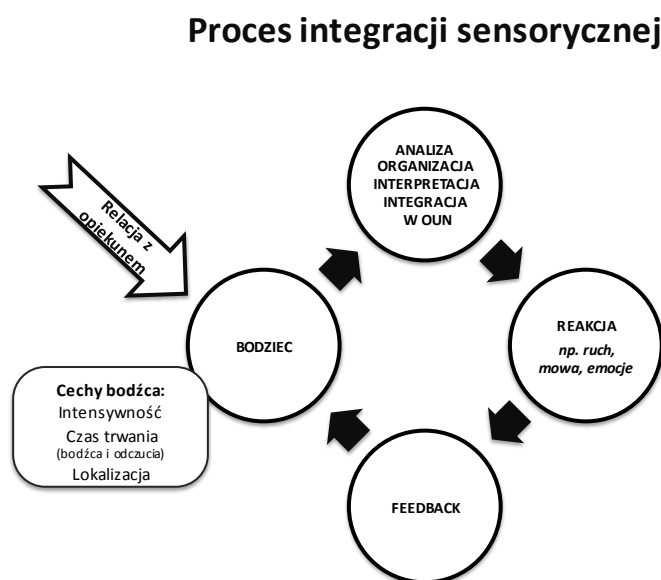 Proces integracji sensorycznej
ANALIZA
ORGANIZACJA
INTERPRETACJA
INTEGRACJA
W OUN
Relacja z
opiekunem
BODZIEC
REAKCJA
np. ruch,
mowa, emocje
Cechy bodźca:
Intensywność
Czas trwania
(bodźca i odczucia)
Lokalizacja
FEEDBACK